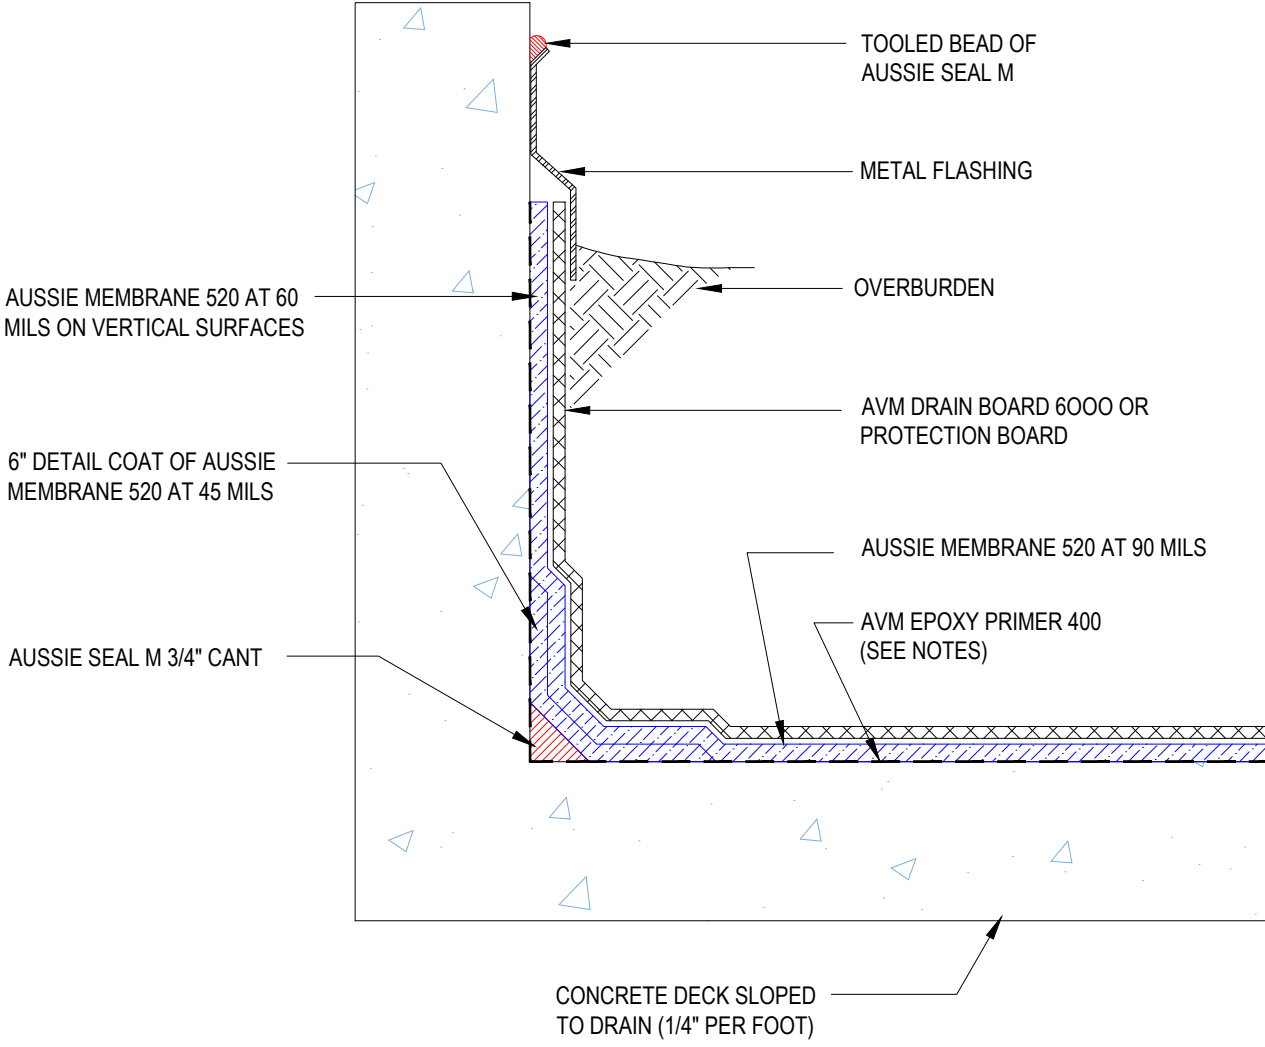 TOOLED BEAD OF
AUSSIE SEAL M
METAL FLASHING
OVERBURDEN
AUSSIE MEMBRANE 520 AT 60
MILS ON VERTICAL SURFACES
AVM DRAIN BOARD 6OOO OR
PROTECTION BOARD
6" DETAIL COAT OF AUSSIE
MEMBRANE 520 AT 45 MILS
AUSSIE MEMBRANE 520 AT 90 MILS
AVM EPOXY PRIMER 400
(SEE NOTES)
AUSSIE SEAL M 3/4" CANT
CONCRETE DECK SLOPED
TO DRAIN (1/4" PER FOOT)